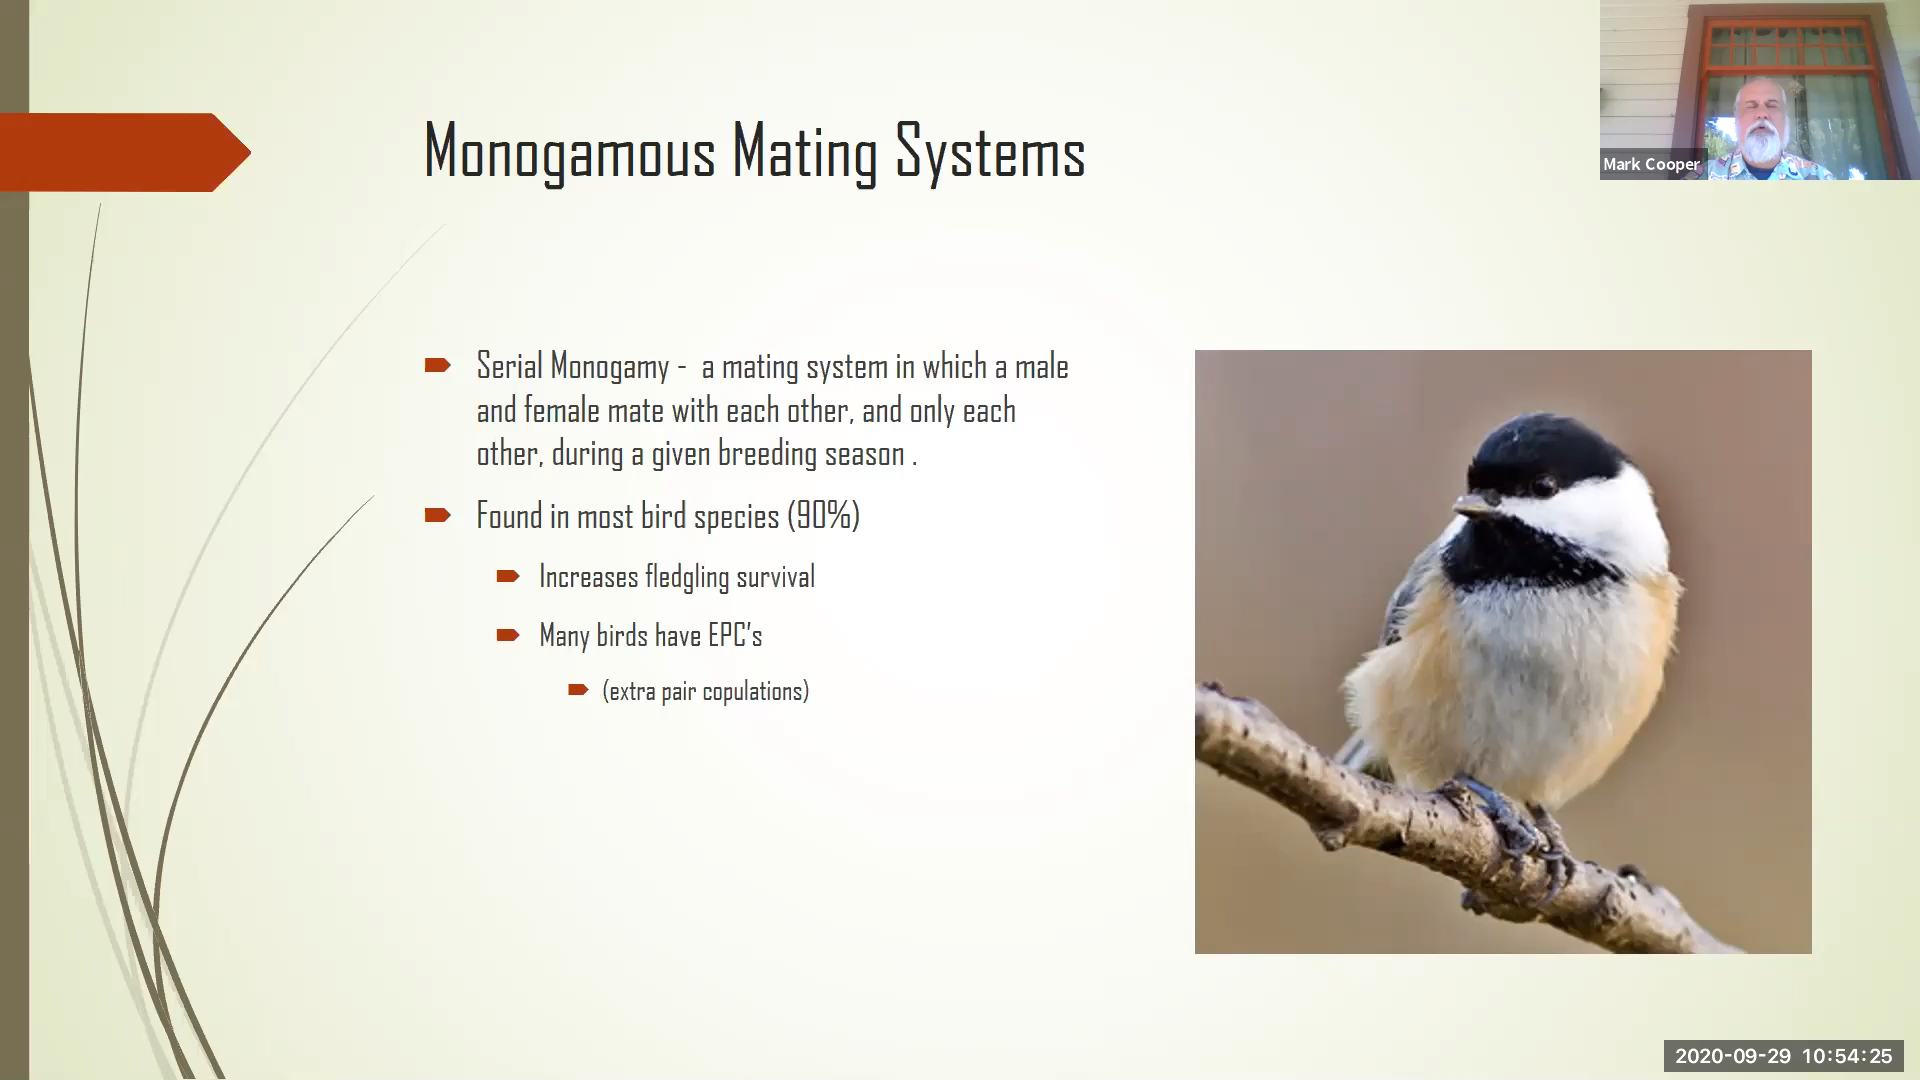 Monogamous Mating Systems
Mark Cooper
Serial Monogamy -  a mating system in which a male
and female mate with each other, and only each
other, during a given breeding season .
Found in most bird species (90%)
Increases fledgling survival
Many birds have EPC's
(extra pair copulations)
2020-09-29 10:54:25